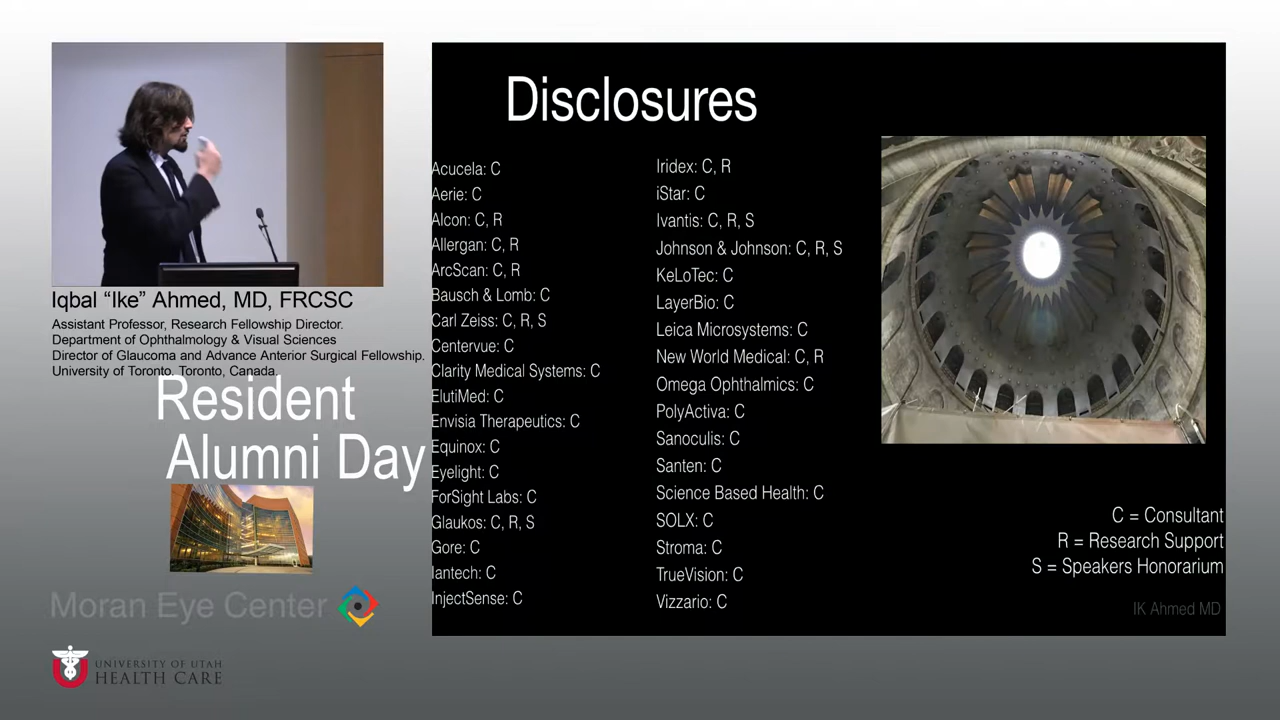 Iqbal “Ike” Ahmed, MD, FRCSC
Assistant Professor, Research Fellowship Director.
Department of Ophthalmology & Visual Sciences
Director of Glaucoma and Advance Anterior Surgical Fellowship.
University of Toronto, Toronto, Canada.
Resident
Alumni Day
Moran Eye Center
UNIVERSITY OF UTAH
HEALTH CARE
Disclosures
Acucela: C
Aerie: C
Alcon: C, R
Allergan: C, R
ArcScan: C, R
Bausch & Lomb: C
Carl Zeiss: C, R, S
Centervue: C
Clarity Medical Systems: C
ElutiMed: C
Envisia Therapeutics: C
Equinox: C
Eyelight: C
ForSight Labs: C
Glaukos: C, R, S
Gore: C
Iantech: C
InjectSense: C
Iridex: C, R
iStar: C
Ivantis: C, R, S
Johnson & Johnson: C, R, S
KeLoTec: C
LayerBio: C
Leica Microsystems: C
New World Medical: C, R
Omega Ophthalmics: C
PolyActiva: C
Sanoculis: C
Santen: C
Science Based Health: C
SOLX: C
Stroma: C
TrueVision: C
Vizzario: C
C = Consultant
R = Research Support
S = Speakers Honorarium
IK Ahmed MD